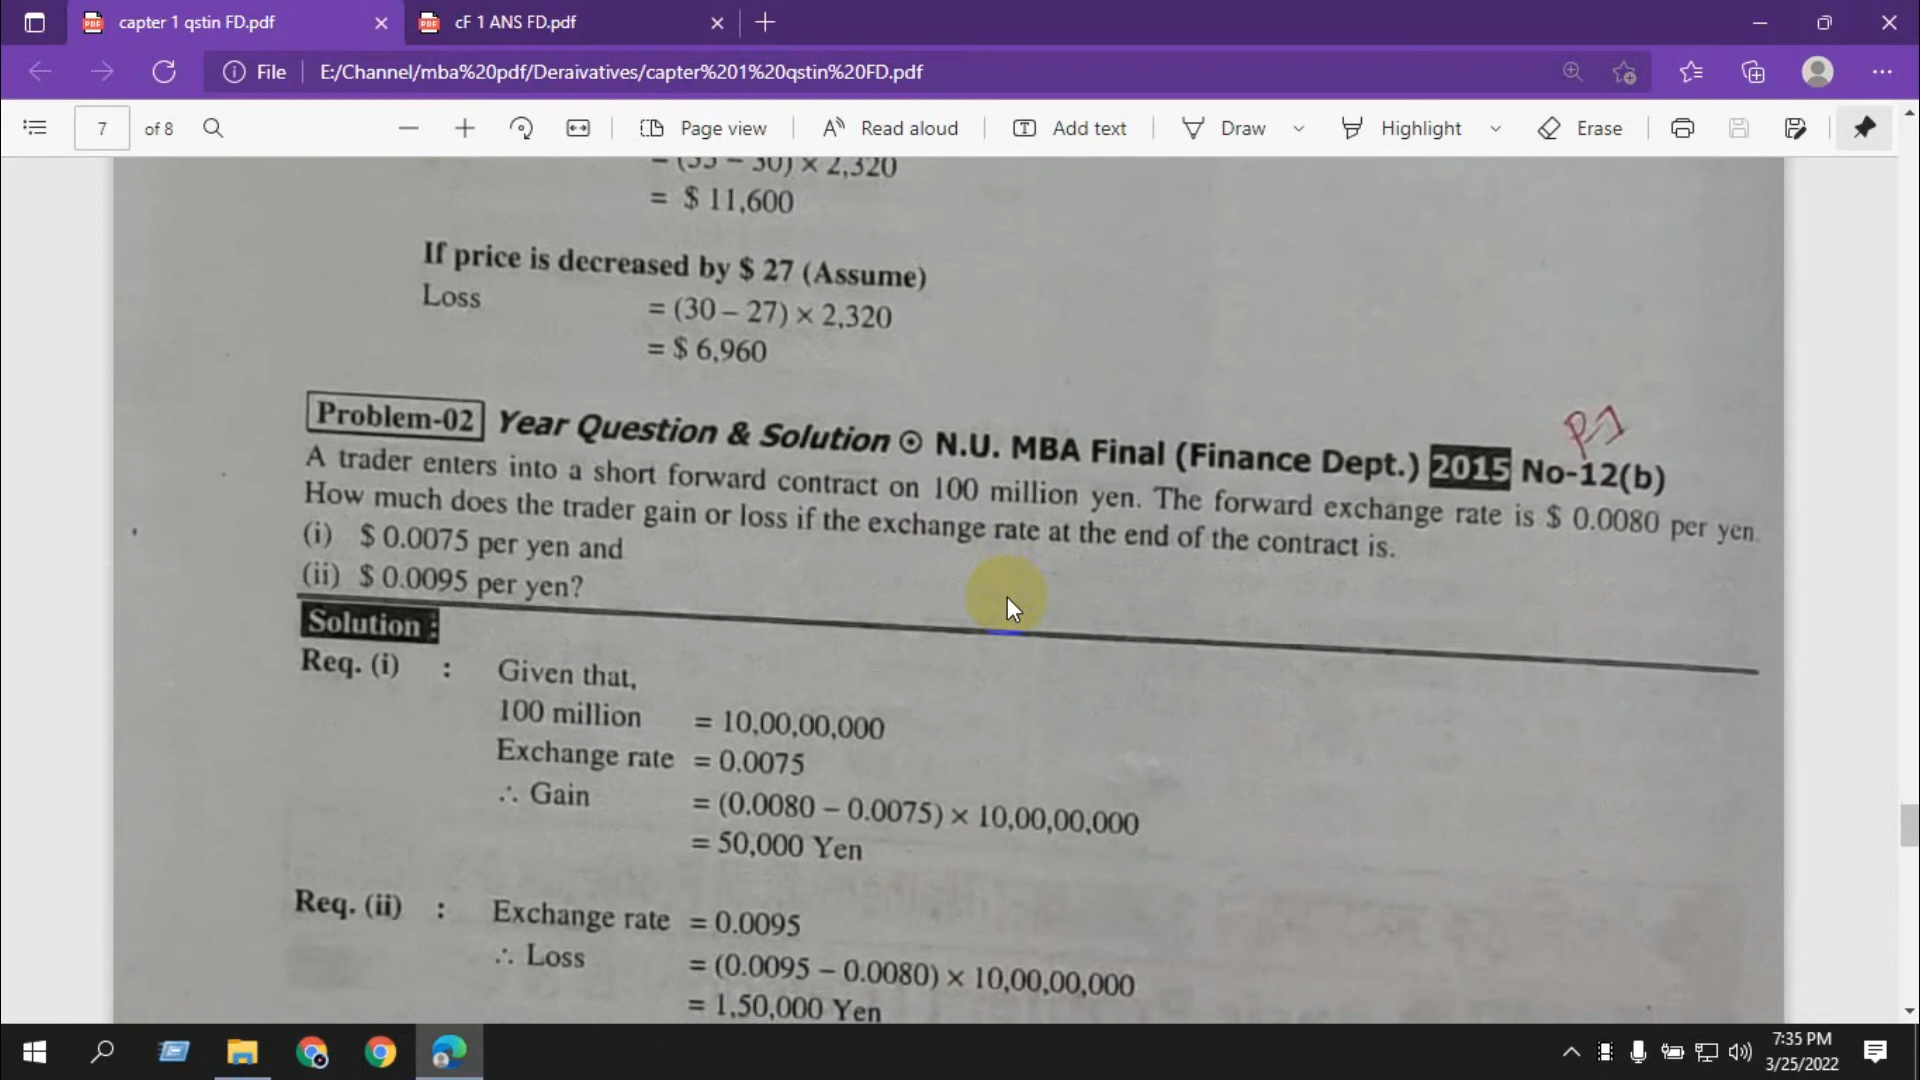 capter 1 qstin FD.pdf
cF 1 ANS FD.pdf
File
E:/Channel/mba%20pdf/Deraivatives/capter%201%20qstin%20FD.pdf
7 of 8
Page view
Read aloud
Add text
Draw
Highlight
Erase
= (35 – 30) × 2,320
= $ 11,600
If price is decreased by $ 27 (Assume)
Loss = (30 – 27) × 2,320
= $ 6,960
Problem-02 Year Question & Solution ⊙ N.U. MBA Final (Finance Dept.) 2015 No-12(b)
A trader enters into a short forward contract on 100 million yen. The forward exchange rate is $ 0.0080 per yen.
How much does the trader gain or loss if the exchange rate at the end of the contract is.
(i) $ 0.0075 per yen and
(ii) $ 0.0095 per yen?
Solution :
Req. (i) : Given that,
100 million = 10,00,00,000
Exchange rate = 0.0075
∴ Gain = (0.0080 – 0.0075) × 10,00,00,000
= 50,000 Yen
Req. (ii) : Exchange rate = 0.0095
∴ Loss = (0.0095 – 0.0080) × 10,00,00,000
= 1,50,000 Yen
7:35 PM
3/25/2022